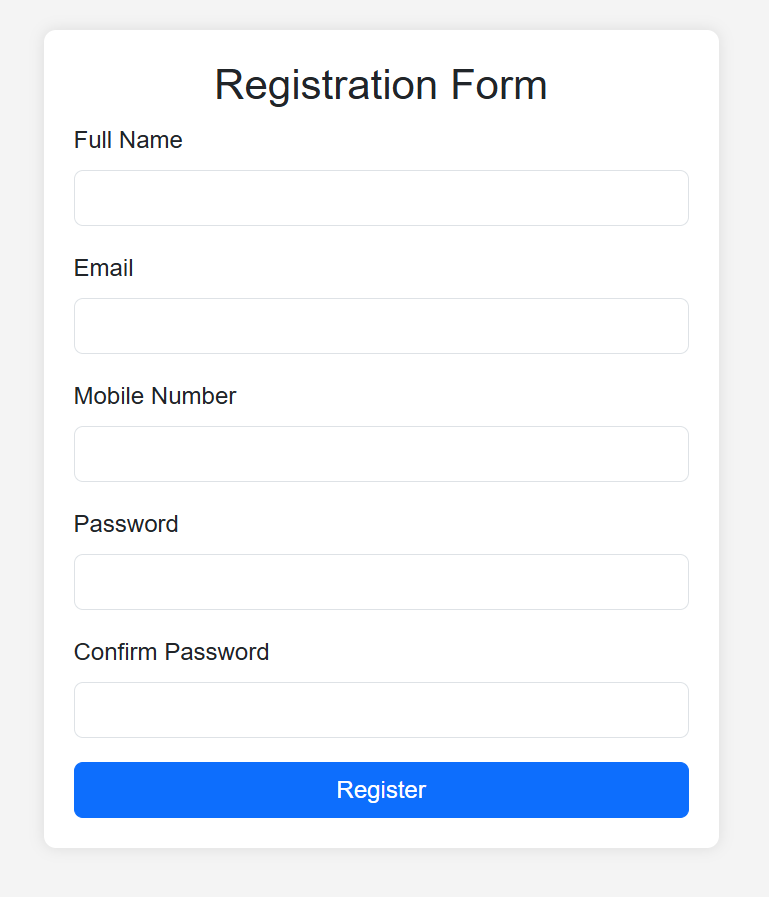 Registration Form
Full Name
Email
Mobile Number
Password
Confirm Password
Register